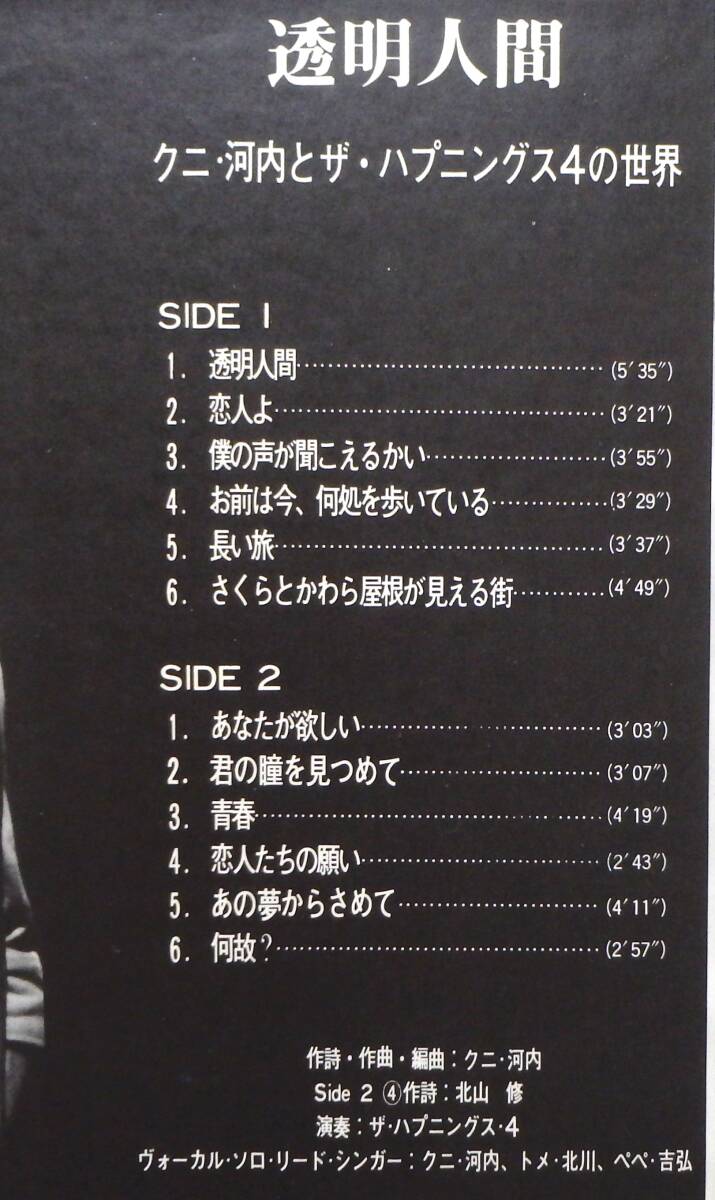 透明人間
クニ・河内とザ・ハプニングス4の世界
SIDE 1
1. 透明人間……………………………………(5′35″)
2. 恋人よ……………………………………(3′21″)
3. 僕の声が聞こえるかい……………………(3′55″)
4. お前は今、何処を歩いている……………(3′29″)
5. 長い旅……………………………………(3′37″)
6. さくらとかわら屋根が見える街…………(4′49″)
SIDE 2
1. あなたが欲しい…………………………(3′03″)
2. 君の瞳を見つめて………………………(3′07″)
3. 青春………………………………………(4′19″)
4. 恋人たちの願い…………………………(2′43″)
5. あの夢からさめて………………………(4′11″)
6. 何故?……………………………………(2′57″)
作詩・作曲・編曲：クニ・河内
Side 2 ④作詩：北山 修
演奏：ザ・ハプニングス・4
ヴォーカル・ソロ・リード・シンガー：クニ・河内、トメ・北川、ペペ・吉弘